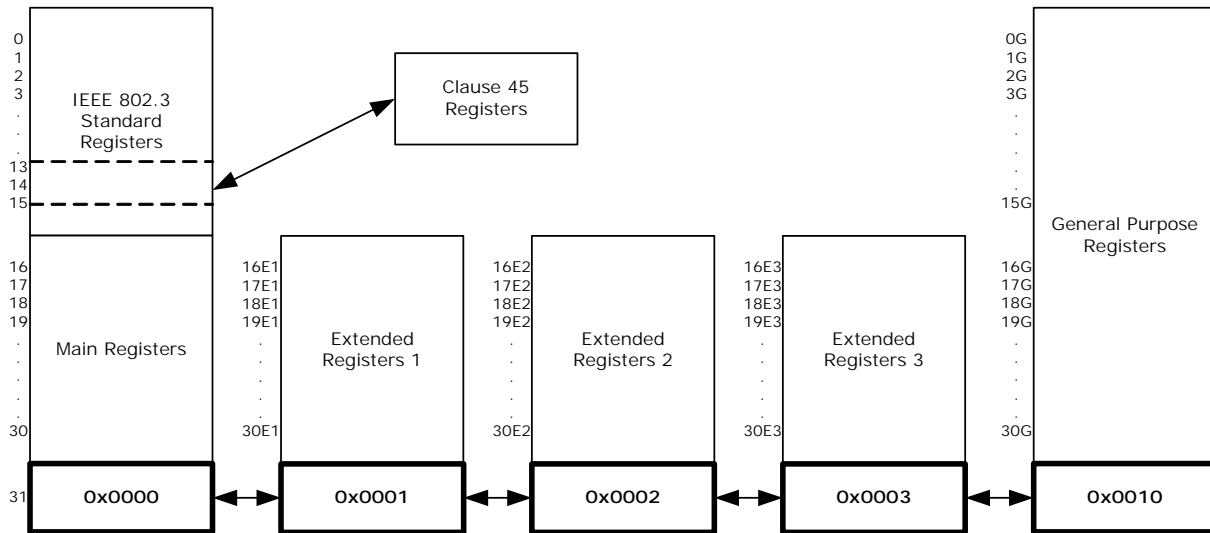 0
1
2
3
.
.
.
13
14
15
IEEE 802.3
Standard
Registers
Clause 45
Registers
16
17
18
19
.
.
.
.
.
30
Main Registers
16E1
17E1
18E1
19E1
.
.
.
.
.
30E1
Extended
Registers 1
16E2
17E2
18E2
19E2
.
.
.
.
.
30E2
Extended
Registers 2
16E3
17E3
18E3
19E3
.
.
.
.
.
30E3
Extended
Registers 3
0G
1G
2G
3G
.
.
.
.
.
15G
16G
17G
18G
19G
.
.
.
.
.
30G
General Purpose
Registers
31
0x0000
0x0001
0x0002
0x0003
0x0010